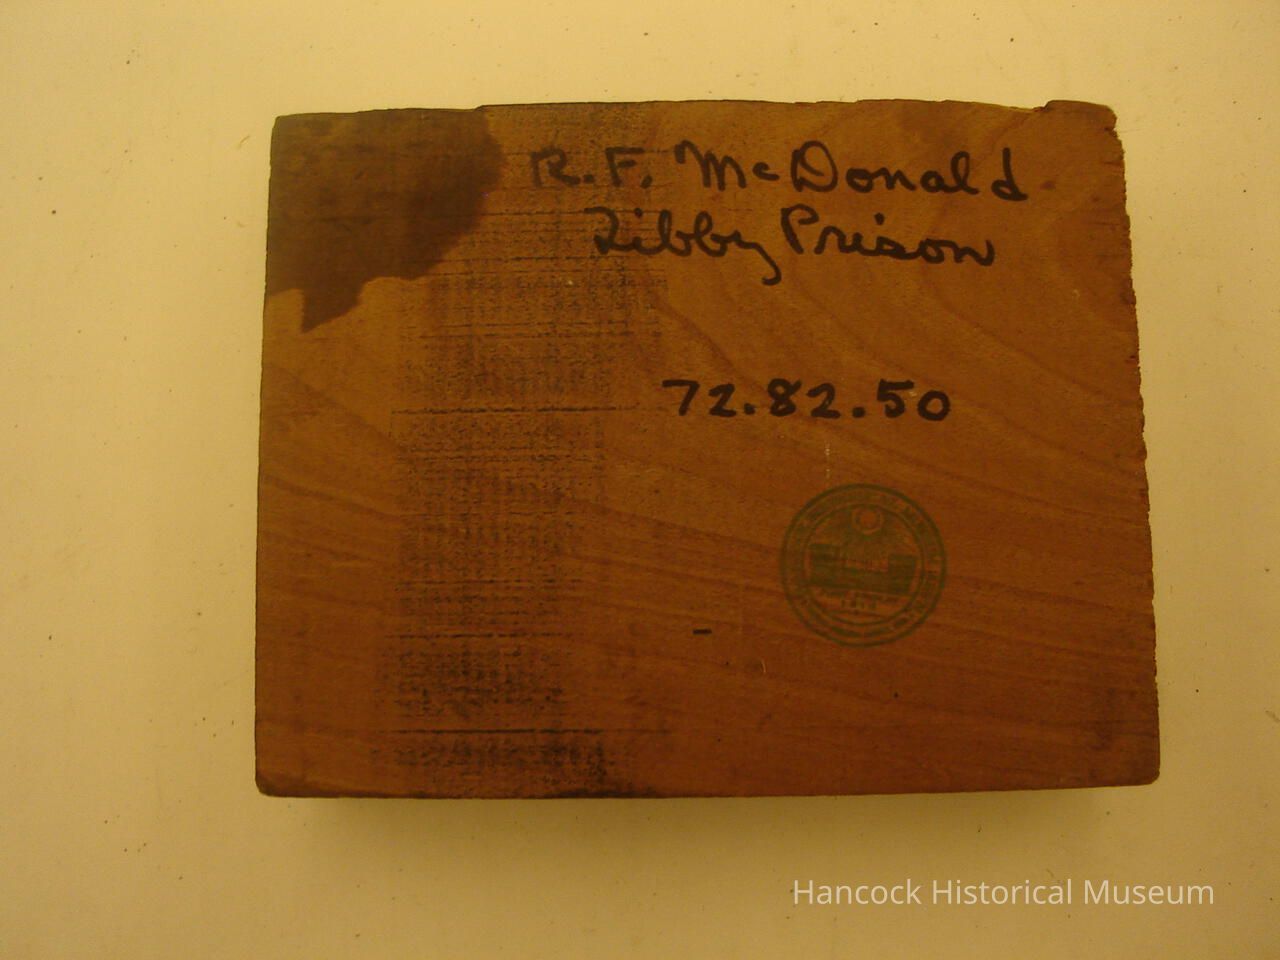 R.F. McDonald
Libby Prison
72.82.50
Hancock Historical Museum